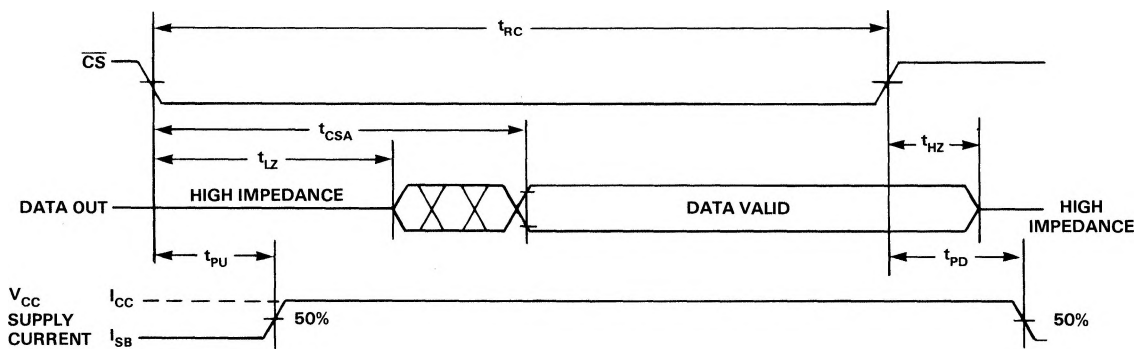 tRC
CS
tCSA
tLZ
tHZ
DATA OUT
HIGH IMPEDANCE
DATA VALID
HIGH
IMPEDANCE
tPU
tPD
VCC
SUPPLY
CURRENT
ICC
ISB
50%
50%